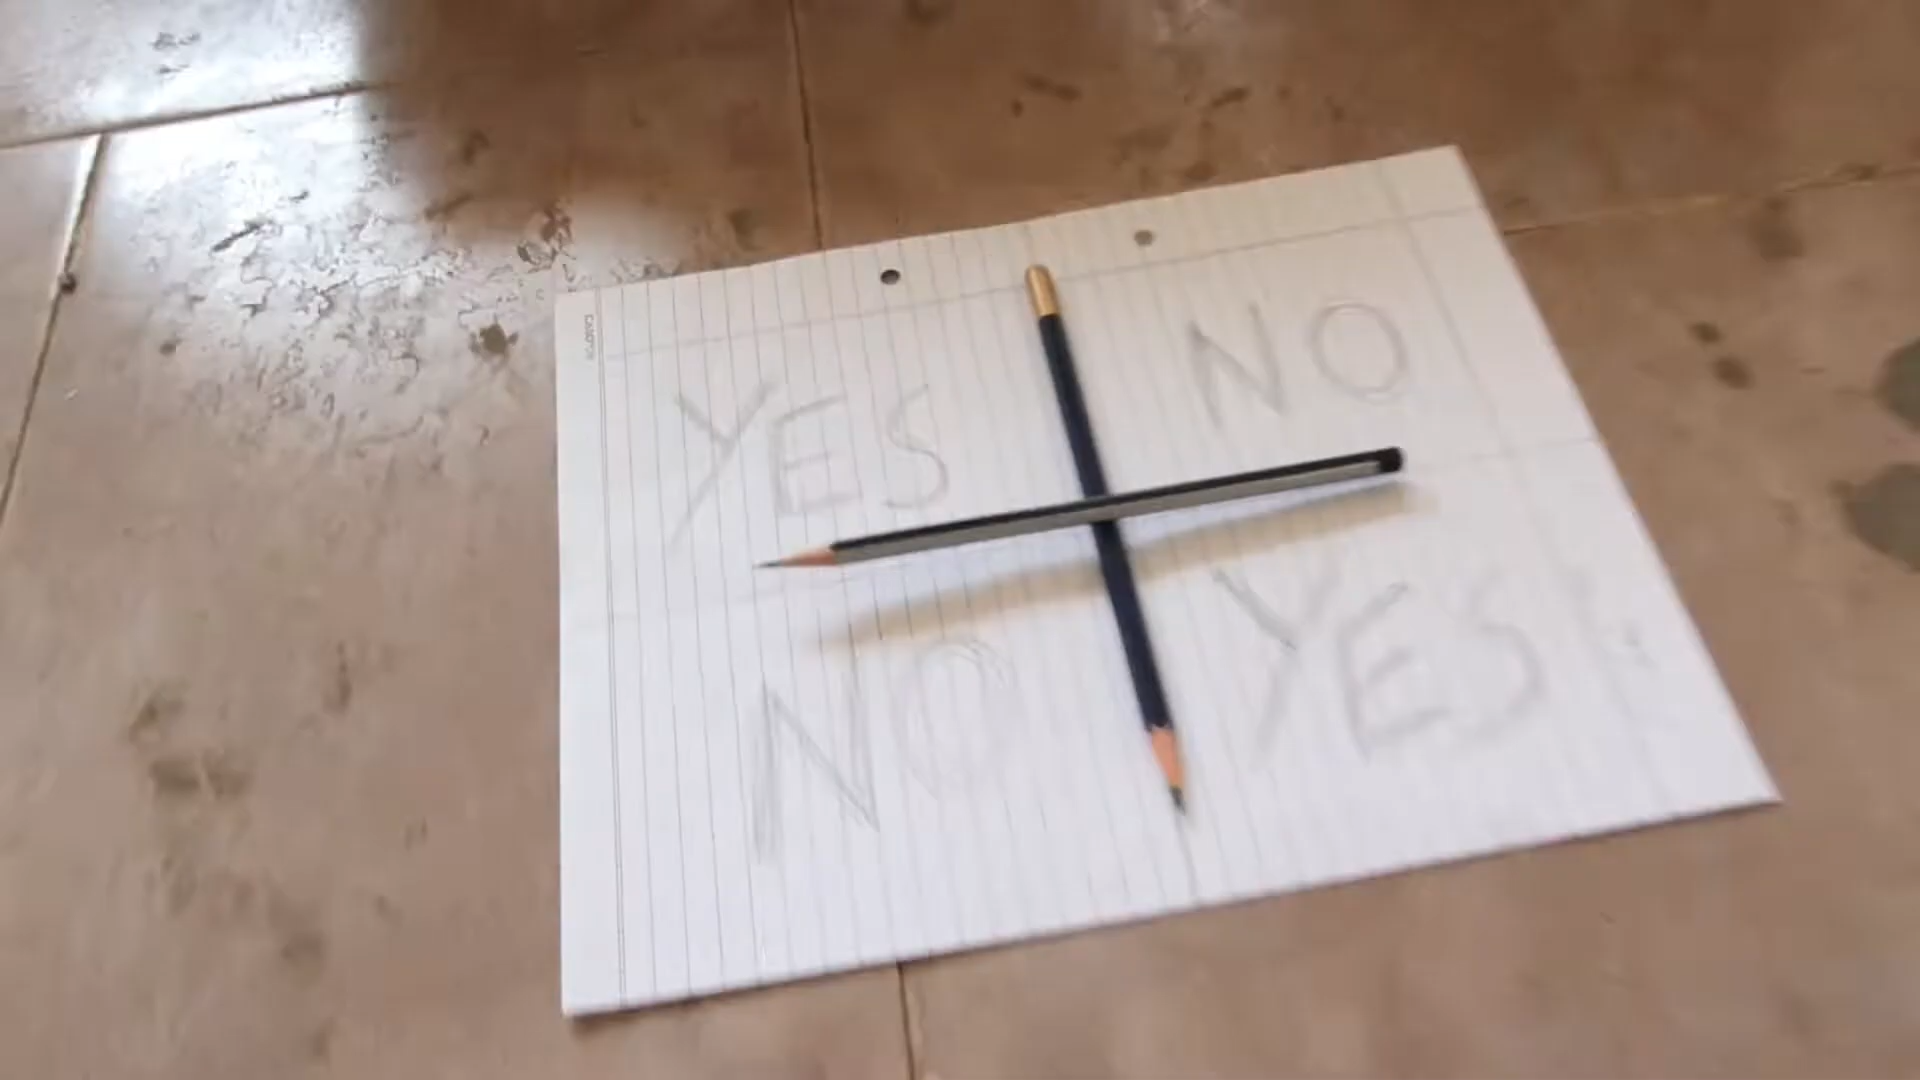 YES NO
NO YES